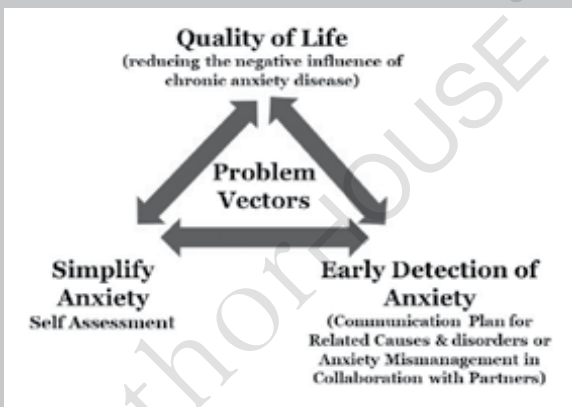 Quality of Life
(reducing the negative influence of
chronic anxiety disease)
Problem
Vectors
Simplify
Anxiety
Self Assessment
Early Detection of
Anxiety
(Communication Plan for
Related Causes & disorders or
Anxiety Mismanagement in
Collaboration with Partners)
thorHOUSE